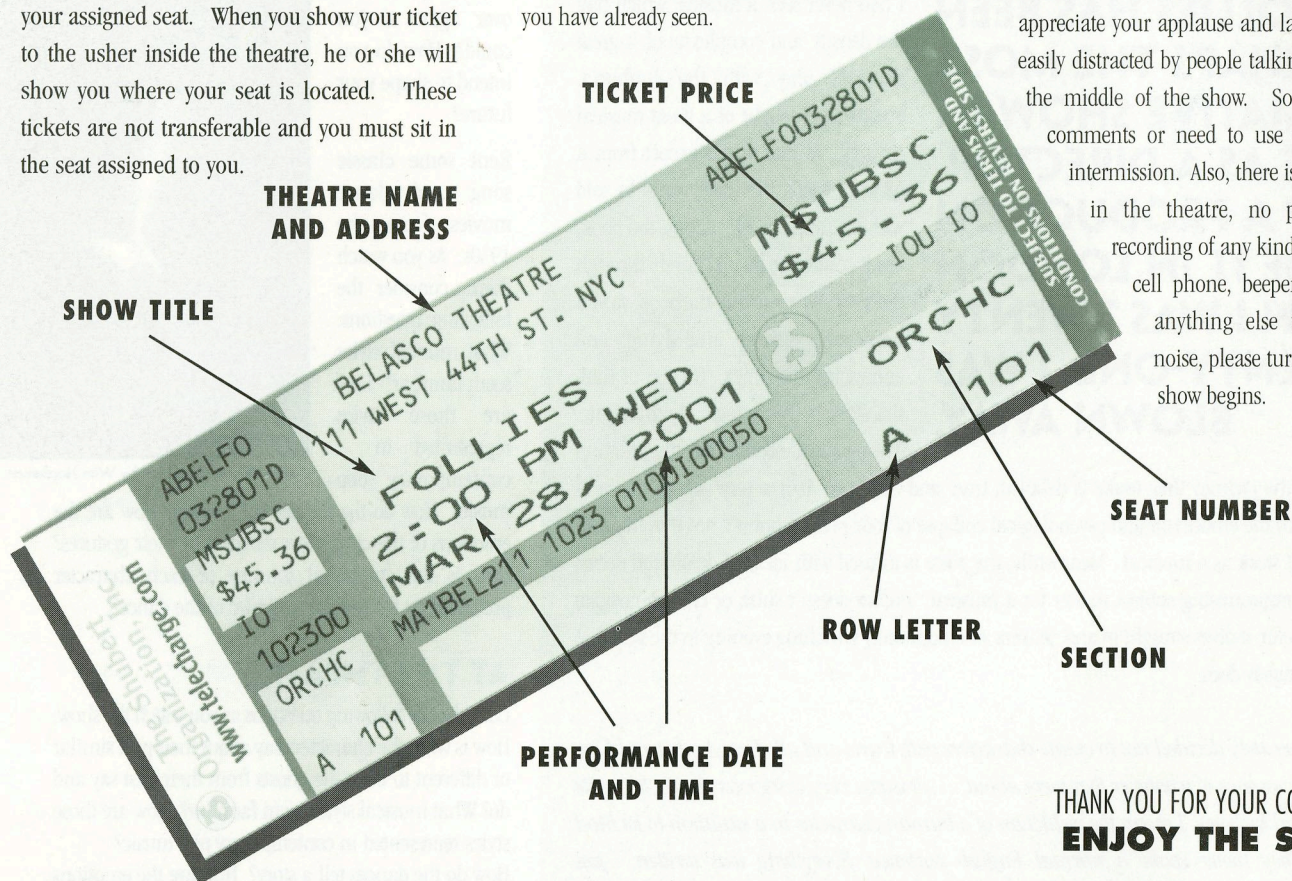 your assigned seat. When you show your ticket
to the usher inside the theatre, he or she will
show you where your seat is located. These
tickets are not transferable and you must sit in
the seat assigned to you.
you have already seen.
appreciate your applause and
easily distracted by people
the middle of the show. So
comments or need to use
intermission. Also, there is
in the theatre, no
recording of any kind
cell phone,
anything else
noise, please
show begins.
TICKET PRICE
THEATRE NAME
AND ADDRESS
SHOW TITLE
ABELFO
032801D
MSUBSC
$45.36
IO
102300
ORCHC
A 101
The Shubert
Organization, Inc.
www.telecharge.com
BELASCO THEATRE
111 WEST 44TH ST. NYC
FOLLIES
2:00 PM WED
MAR 28, 2001
MA1BEL211 1023 0100I00050
ABELFO032801D
MSUBSC
$45.36
IOU IO
ORCHC
A 101
SUBJECT TO TERMS AND
CONDITIONS ON REVERSE SIDE.
SEAT NUMBER
ROW LETTER
SECTION
PERFORMANCE DATE
AND TIME
THANK YOU FOR YOUR
ENJOY THE